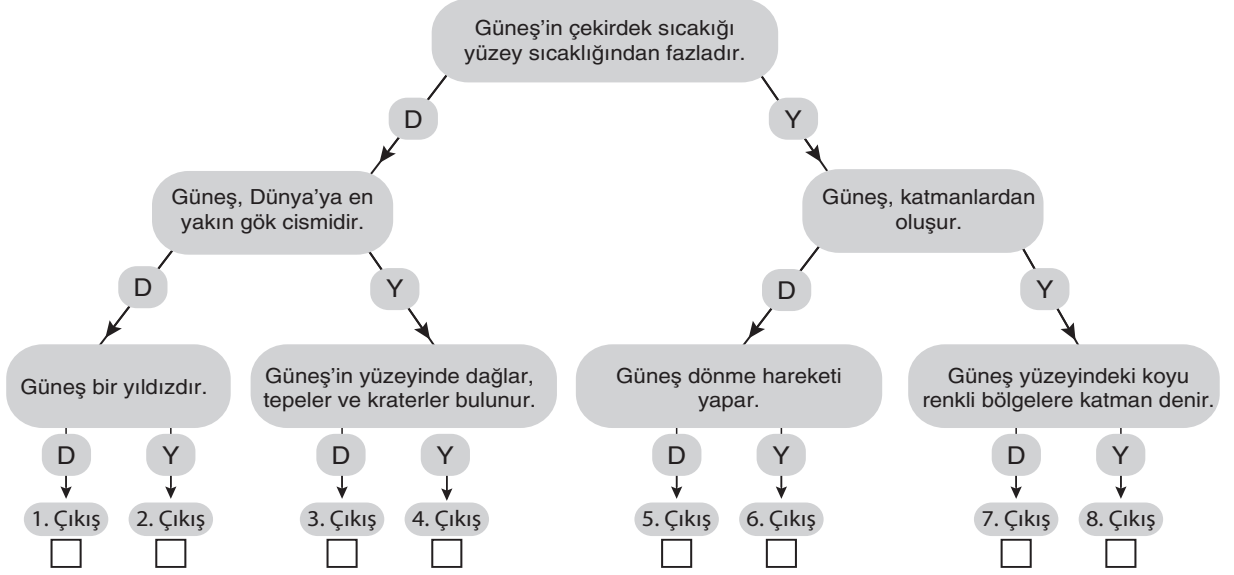 Güneş’in çekirdek sıcakığı
yüzey sıcaklığından fazladır.
D
Y
Güneş, Dünya’ya en
yakın gök cismidir.
Güneş, katmanlardan
oluşur.
D
Y
D
Y
Güneş bir yıldızdır.
Güneş’in yüzeyinde dağlar,
tepeler ve kraterler bulunur.
Güneş dönme hareketi
yapar.
Güneş yüzeyindeki koyu
renkli bölgelere katman denir.
D
Y
D
Y
D
Y
D
Y
1. Çıkış
2. Çıkış
3. Çıkış
4. Çıkış
5. Çıkış
6. Çıkış
7. Çıkış
8. Çıkış